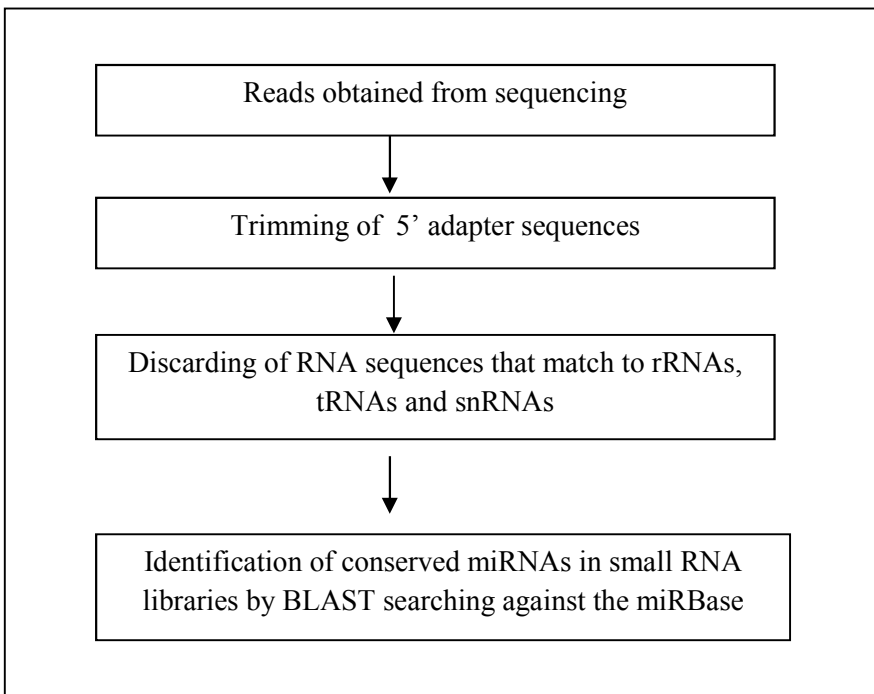 Reads obtained from sequencing
Trimming of 5’ adapter sequences
Discarding of RNA sequences that match to rRNAs,
tRNAs and snRNAs
Identification of conserved miRNAs in small RNA
libraries by BLAST searching against the miRBase